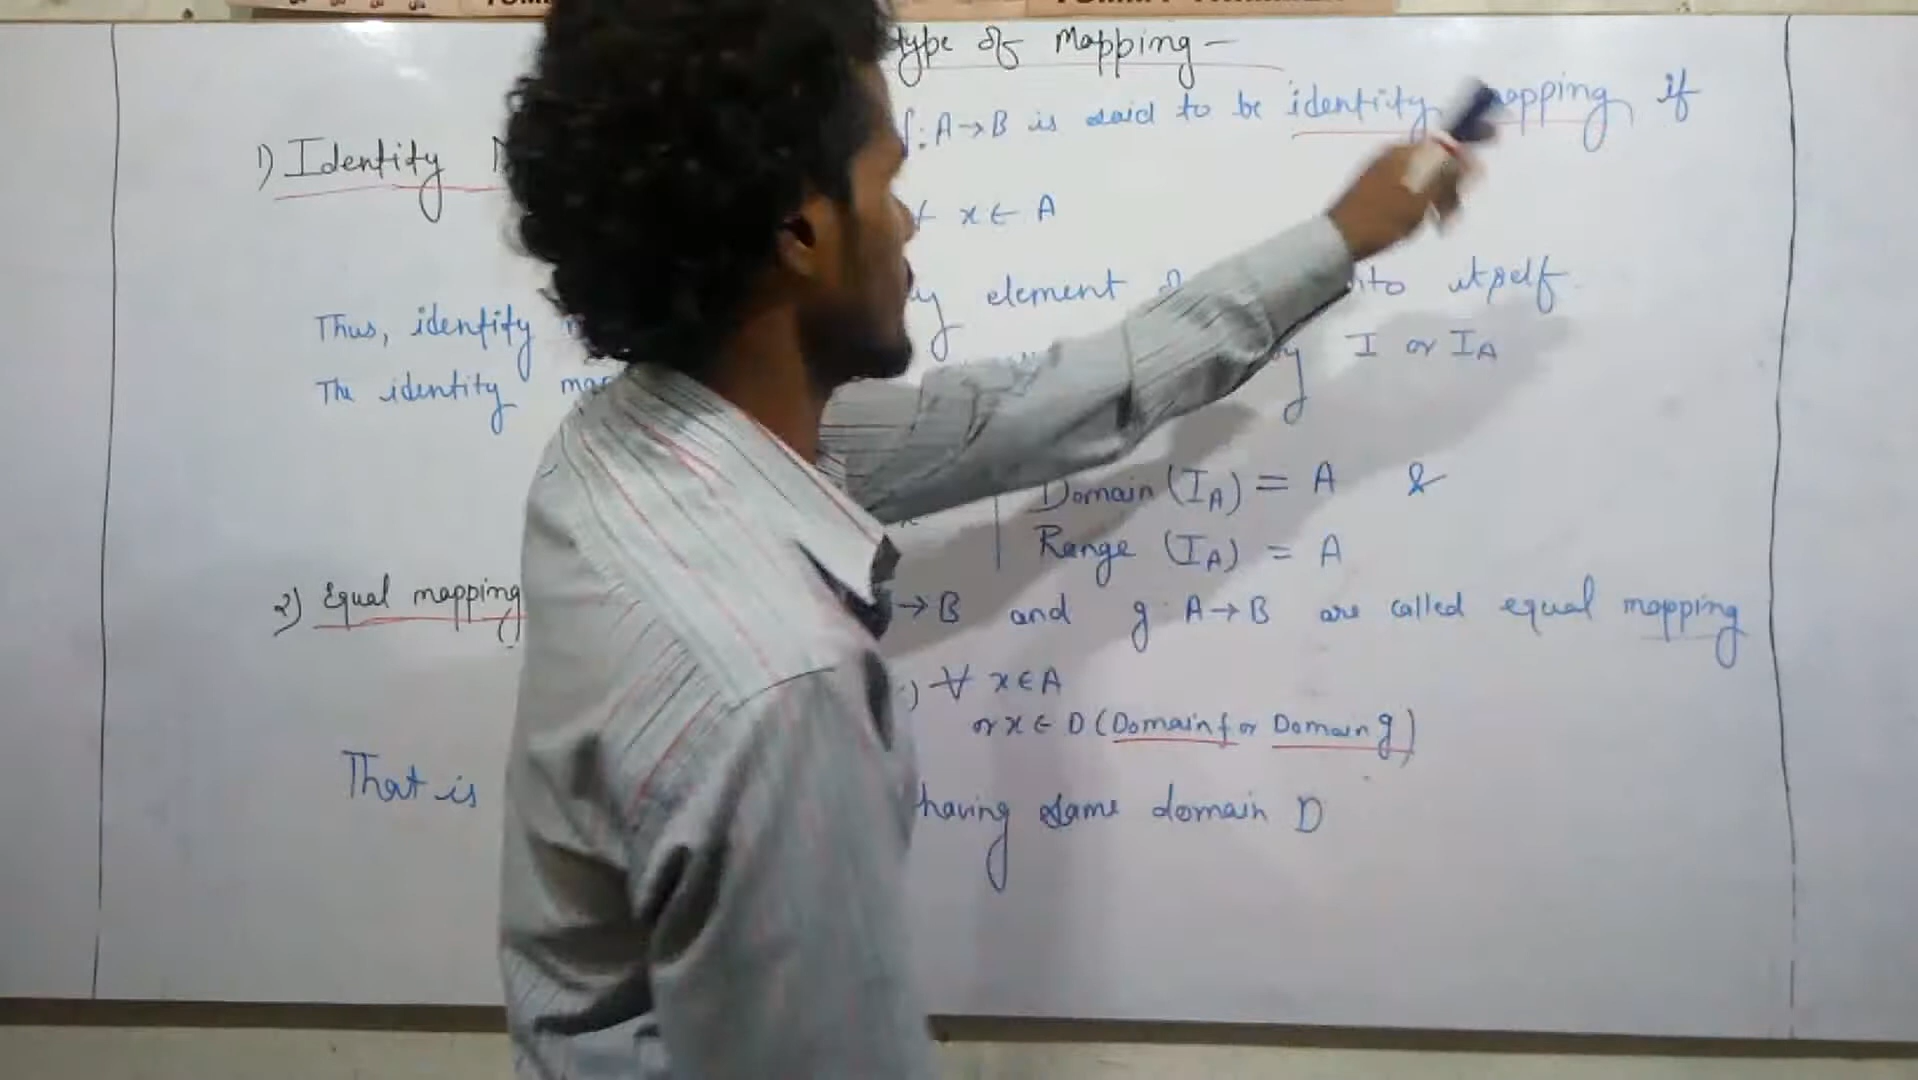 type of Mapping -
f: A→B is said to be identity mapping if
1) Identity
x ∈ A
element itself
Thus, identity
I or I_A
The identity
Domain (I_A) = A &
Range (I_A) = A
2) Equal mapping →B and g: A→B are called equal mapping
∀ x∈A
or x ∈ D (Domain f or Domain g)
That is having same domain D